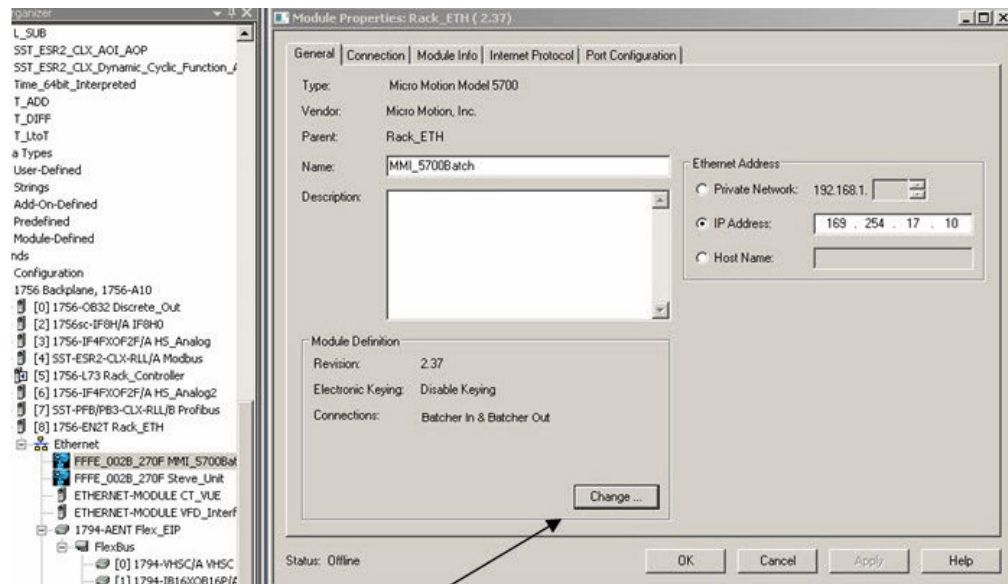 rganizer
L_SUB
SST_ESR2_CLX_AOI_AOP
SST_ESR2_CLX_Dynamic_Cyclic_Function_A
Time_64bit_Interpreted
T_ADD
T_DIFF
T_LtoT
a Types
User-Defined
Strings
Add-On-Defined
Predefined
Module-Defined
nds
Configuration
1756 Backplane, 1756-A10
[0] 1756-OB32 Discrete_Out
[2] 1756sc-IF8H/A IF8H0
[3] 1756-IF4FXOF2F/A HS_Analog
[4] SST-ESR2-CLX-RLL/A Modbus
[5] 1756-L73 Rack_Controller
[6] 1756-IF4FXOF2F/A HS_Analog2
[7] SST-PFB/PB3-CLX-RLL/B Profibus
[8] 1756-EN2T Rack_ETH
Ethernet
FFFE_002B_270F MMI_5700Bat
FFFE_002B_270F Steve_Unit
ETHERNET-MODULE CT_VUE
ETHERNET-MODULE VFD_Interf
1794-AENT Flex_EIP
FlexBus
[0] 1794-VHSC/A VHSC
[1] 1794-IB16XOB16P/A
Module Properties: Rack_ETH ( 2.37)
General Connection Module Info Internet Protocol Port Configuration
Type: Micro Motion Model 5700
Vendor: Micro Motion, Inc.
Parent: Rack_ETH
Name: MMI_5700Batch
Description:
Ethernet Address
Private Network: 192.168.1.
IP Address: 169 . 254 . 17 . 10
Host Name:
Module Definition
Revision: 2.37
Electronic Keying: Disable Keying
Connections: Batcher In & Batcher Out
Change ...
Status: Offline
OK Cancel Apply Help